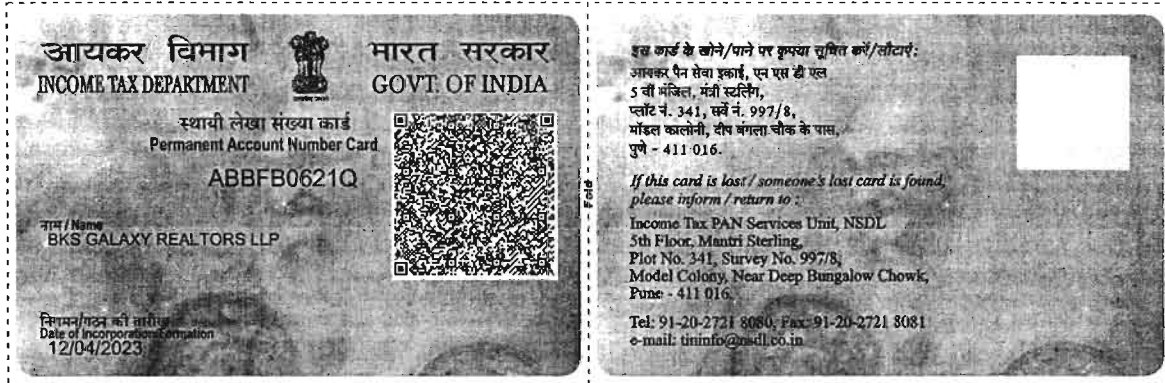 आयकर विभाग
INCOME TAX DEPARTMENT
भारत सरकार
GOVT. OF INDIA
स्थायी लेखा संख्या कार्ड
Permanent Account Number Card
ABBFB0621Q
नाम / Name
BKS GALAXY REALTORS LLP
निगमन/गठन की तारीख
Date of Incorporation/Formation
12/04/2023
Fold
इस कार्ड के खोने/पाने पर कृपया सूचित करें/लौटाएं:
आयकर पैन सेवा इकाई, एन एस डी एल
5 वीं मंजिल, मंत्री स्टर्लिंग,
प्लॉट नं. 341, सर्वे नं. 997/8,
मॉडल कालोनी, दीप बंगला चौक के पास,
पुणे - 411 016.
If this card is lost / someone's lost card is found,
please inform / return to :
Income Tax PAN Services Unit, NSDL
5th Floor, Mantri Sterling,
Plot No. 341, Survey No. 997/8,
Model Colony, Near Deep Bungalow Chowk,
Pune - 411 016.
Tel: 91-20-2721 8080, Fax: 91-20-2721 8081
e-mail: tininfo@nsdl.co.in